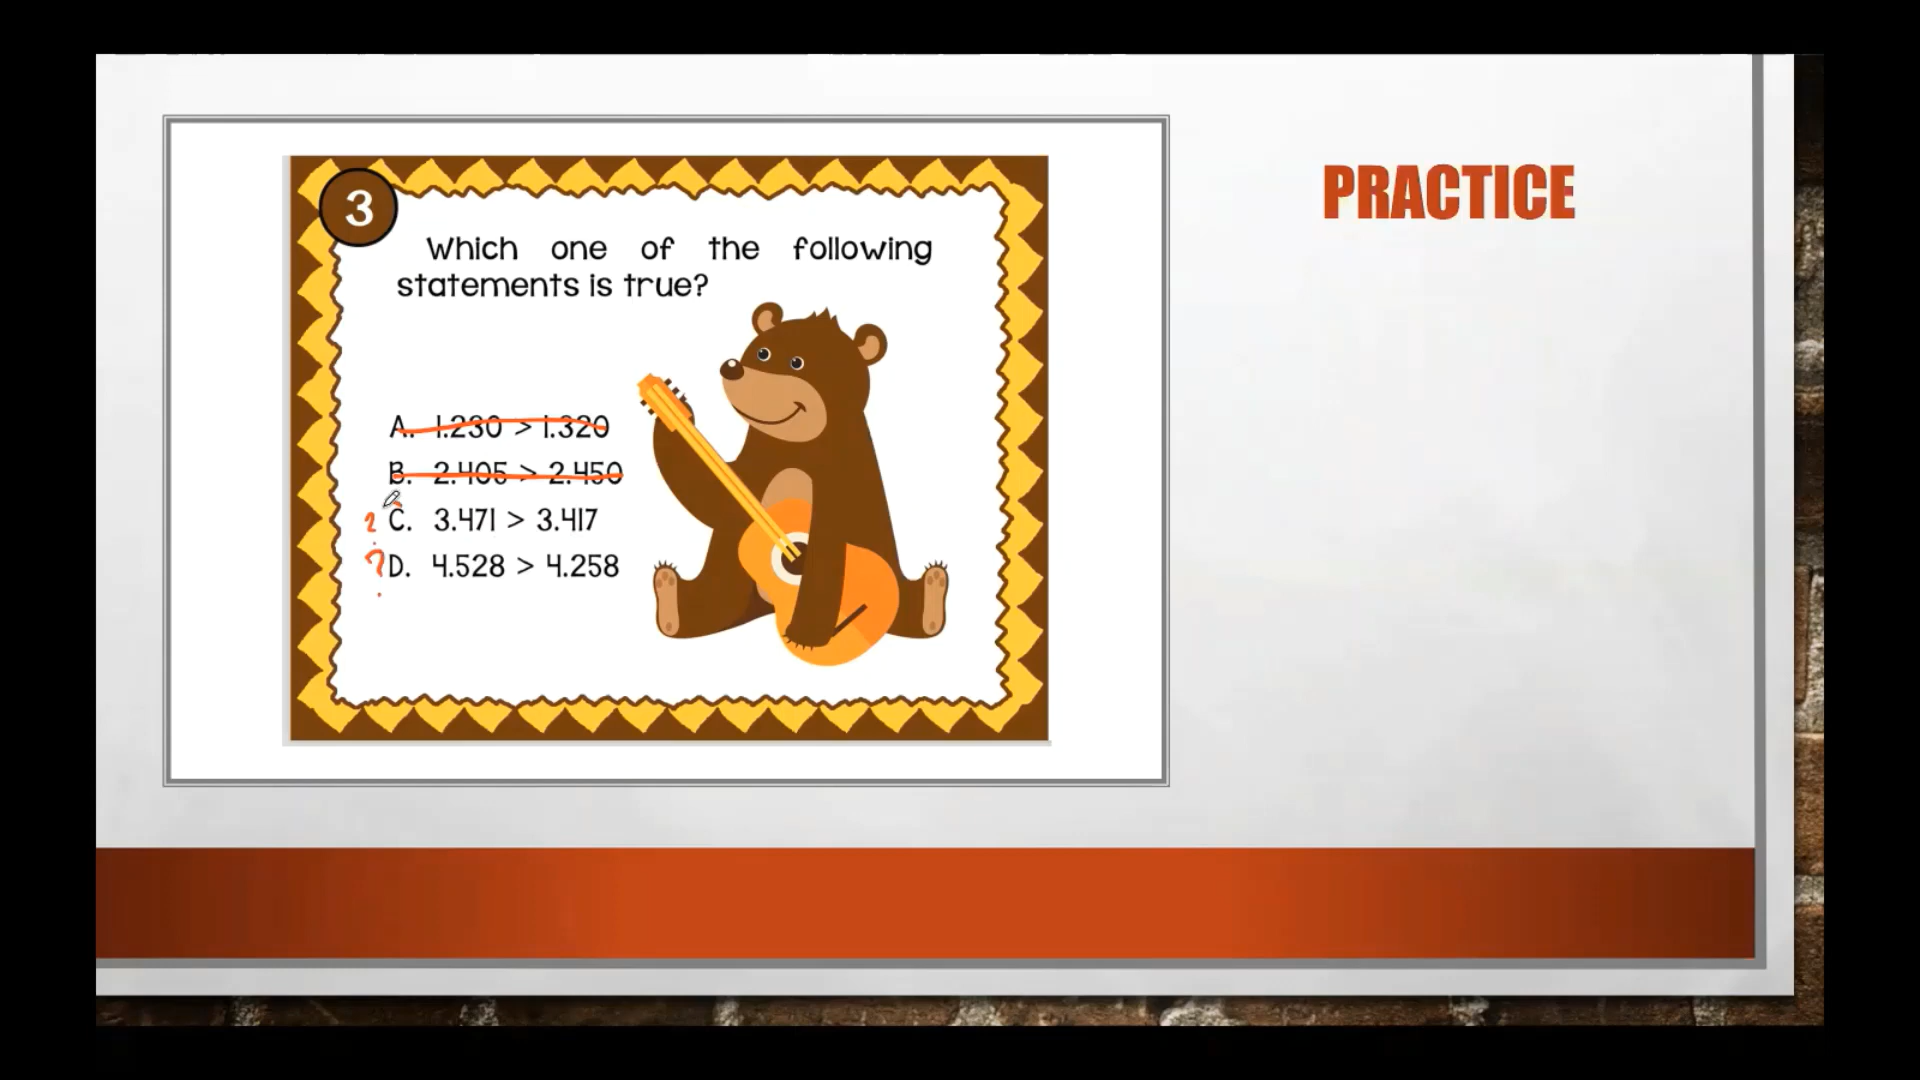 PRACTICE
3
Which one of the following
statements is true?
A. 1.230 > 1.320
B. 2.405 > 2.450
? C. 3.471 > 3.417
? D. 4.528 > 4.258